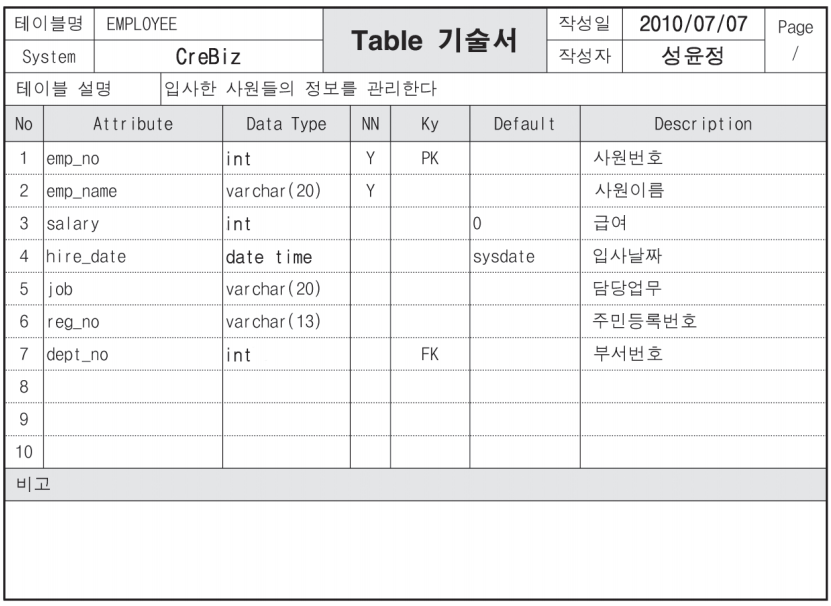 테이블명 EMPLOYEE Table 기술서 작성일 2010/07/07 Page
System CreBiz 작성자 성윤정 /
테이블 설명 입사한 사원들의 정보를 관리한다
No Attribute Data Type NN Ky Default Description
1 emp_no int Y PK 사원번호
2 emp_name varchar(20) Y 사원이름
3 salary int 0 급여
4 hire_date date time sysdate 입사날짜
5 job varchar(20) 담당업무
6 reg_no varchar(13) 주민등록번호
7 dept_no int FK 부서번호
8
9
10
비고